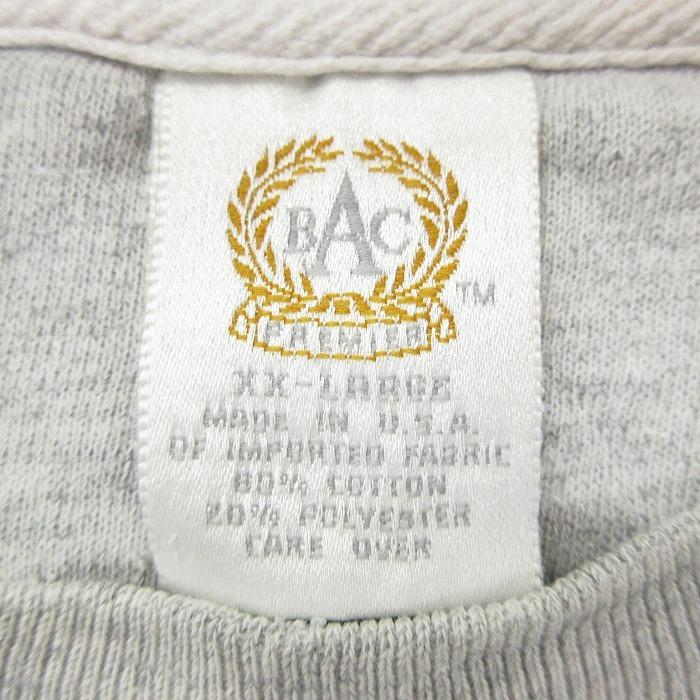 BAC
TM
PREMIER
XX-LARGE
MADE IN U.S.A.
OF IMPORTED FABRIC
80% COTTON
20% POLYESTER
CARE OVER